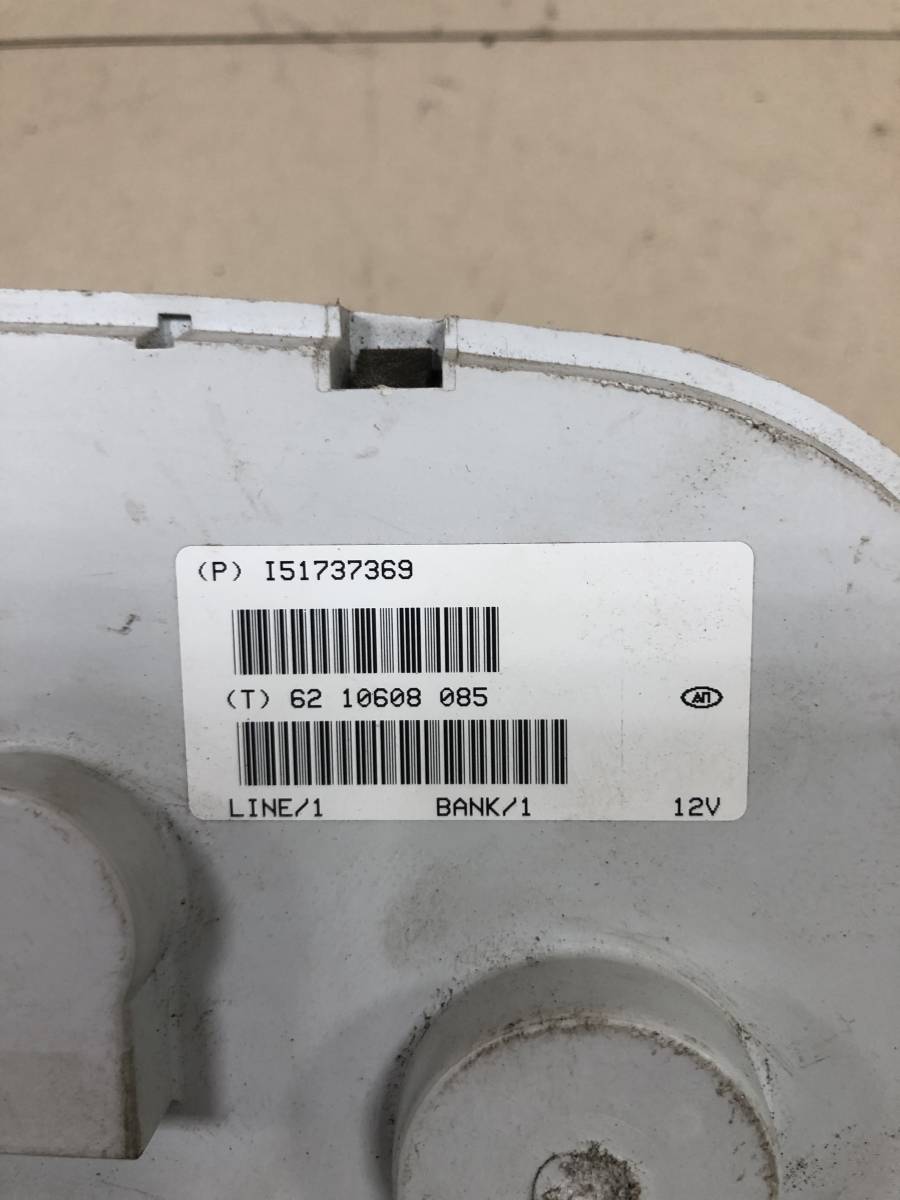 (P) I51737369
(T) 62 10608 085
LINE/1 BANK/1 12V